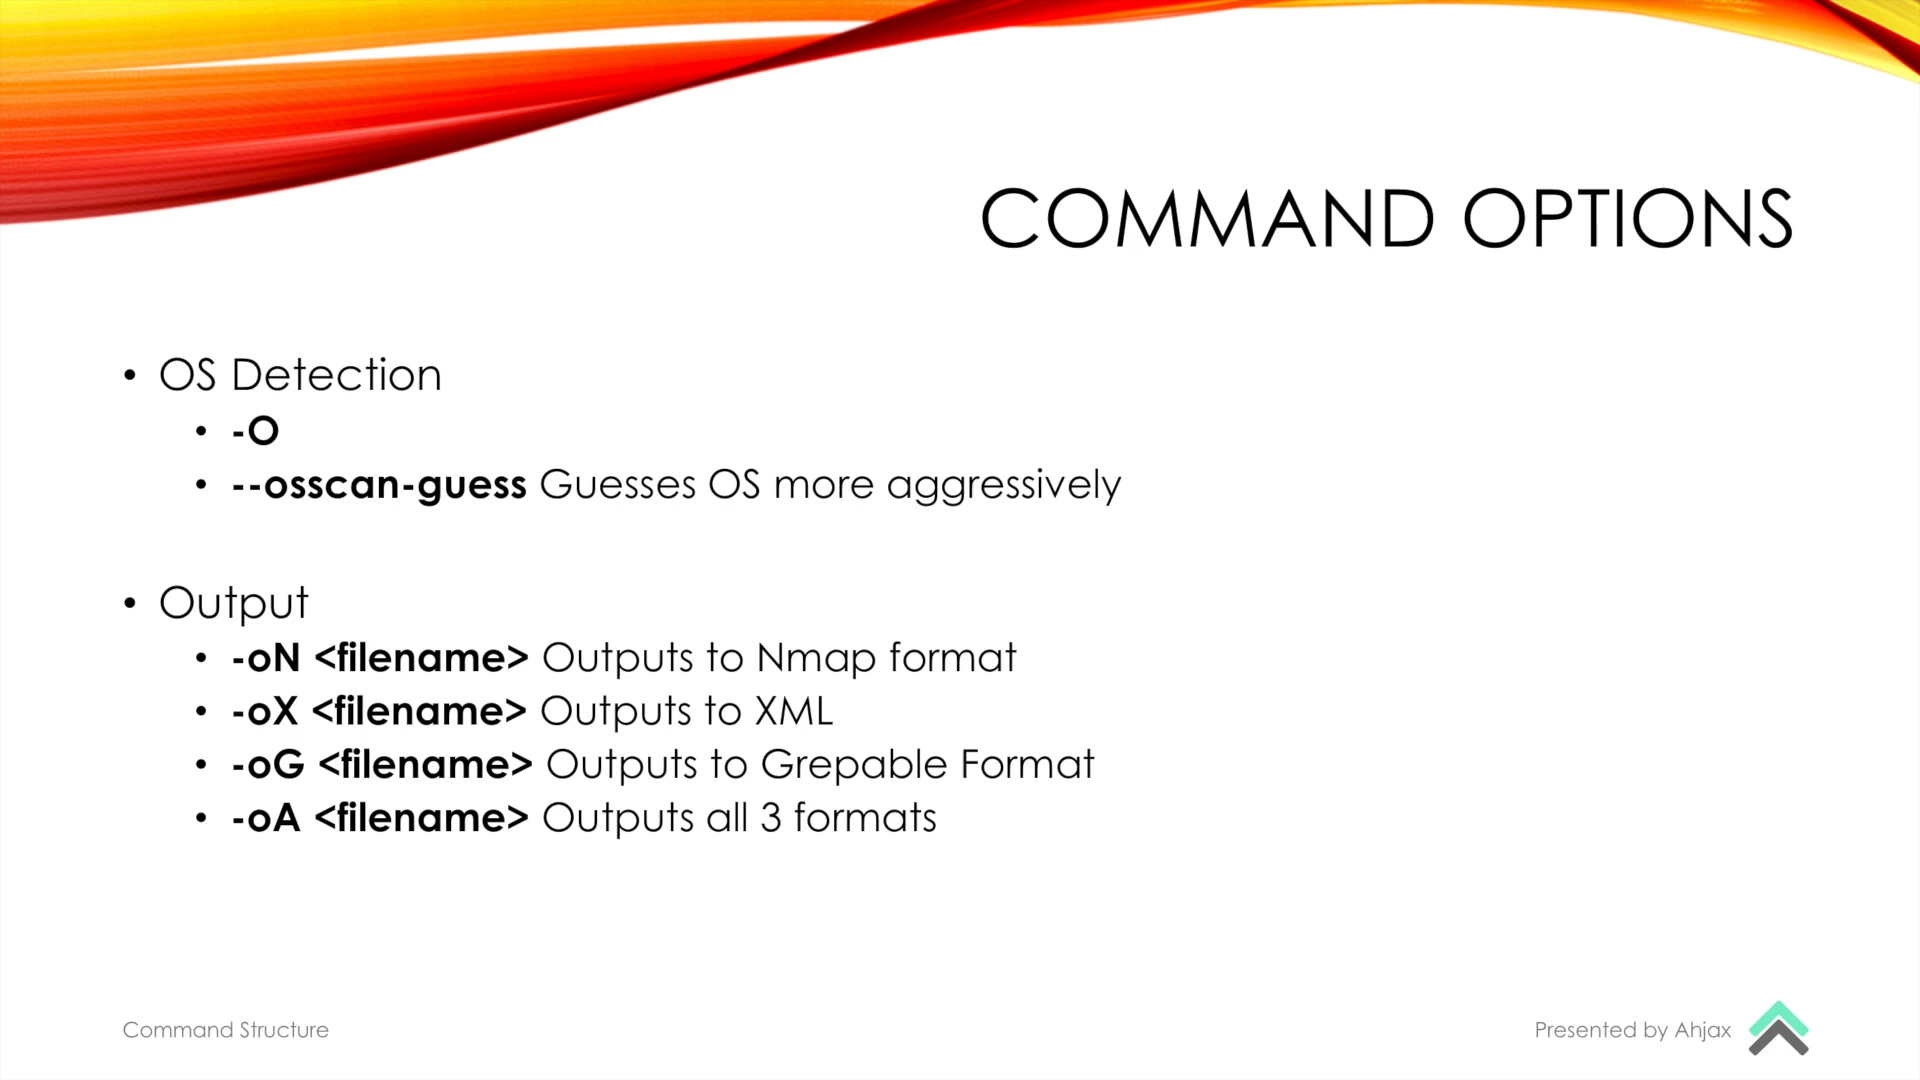 COMMAND OPTIONS
• OS Detection
• -O
• --osscan-guess Guesses OS more aggressively
• Output
• -oN <filename> Outputs to Nmap format
• -oX <filename> Outputs to XML
• -oG <filename> Outputs to Grepable Format
• -oA <filename> Outputs all 3 formats
Command Structure
Presented by Ahjax